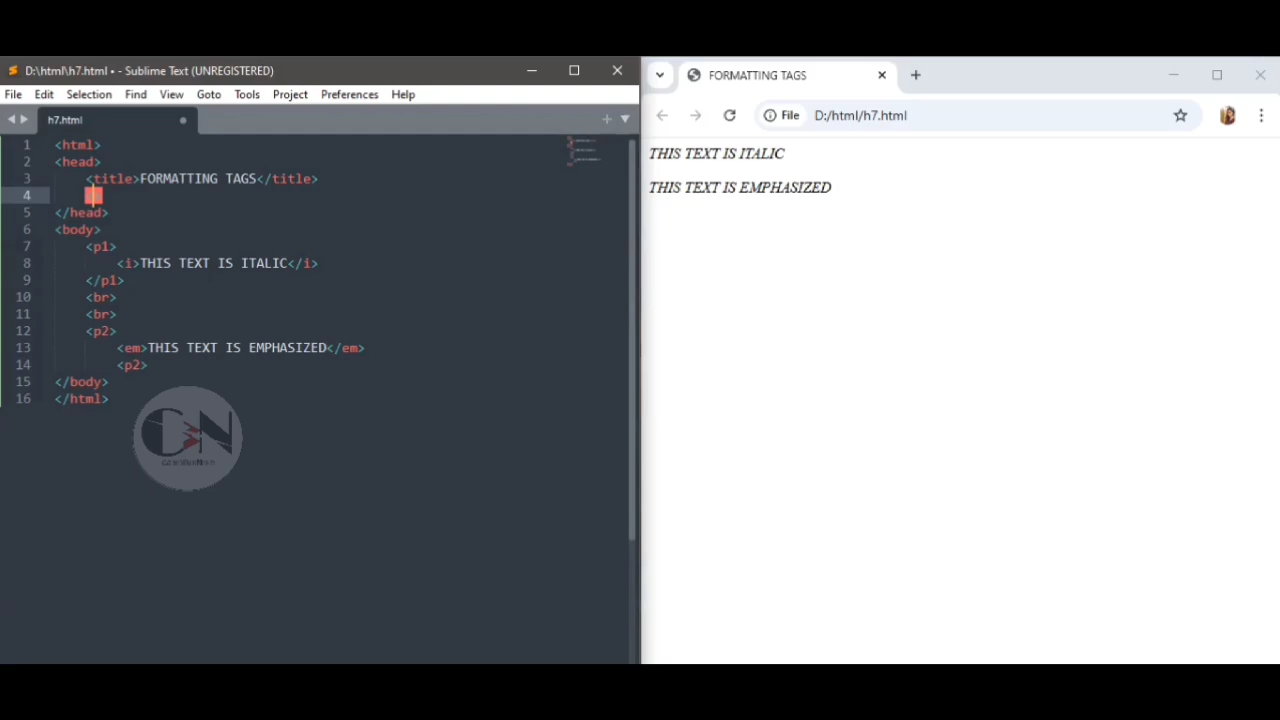 D:\html\h7.html • - Sublime Text (UNREGISTERED)
File Edit Selection Find View Goto Tools Project Preferences Help
h7.html
1 <html>
2 <head>
3 <title>FORMATTING TAGS</title>
4
5 </head>
6 <body>
7 <p1>
8 <i>THIS TEXT IS ITALIC</i>
9 </p1>
10 <br>
11 <br>
12 <p2>
13 <em>THIS TEXT IS EMPHASIZED</em>
14 <p2>
15 </body>
16 </html>
FORMATTING TAGS
File D:/html/h7.html
THIS TEXT IS ITALIC
THIS TEXT IS EMPHASIZED